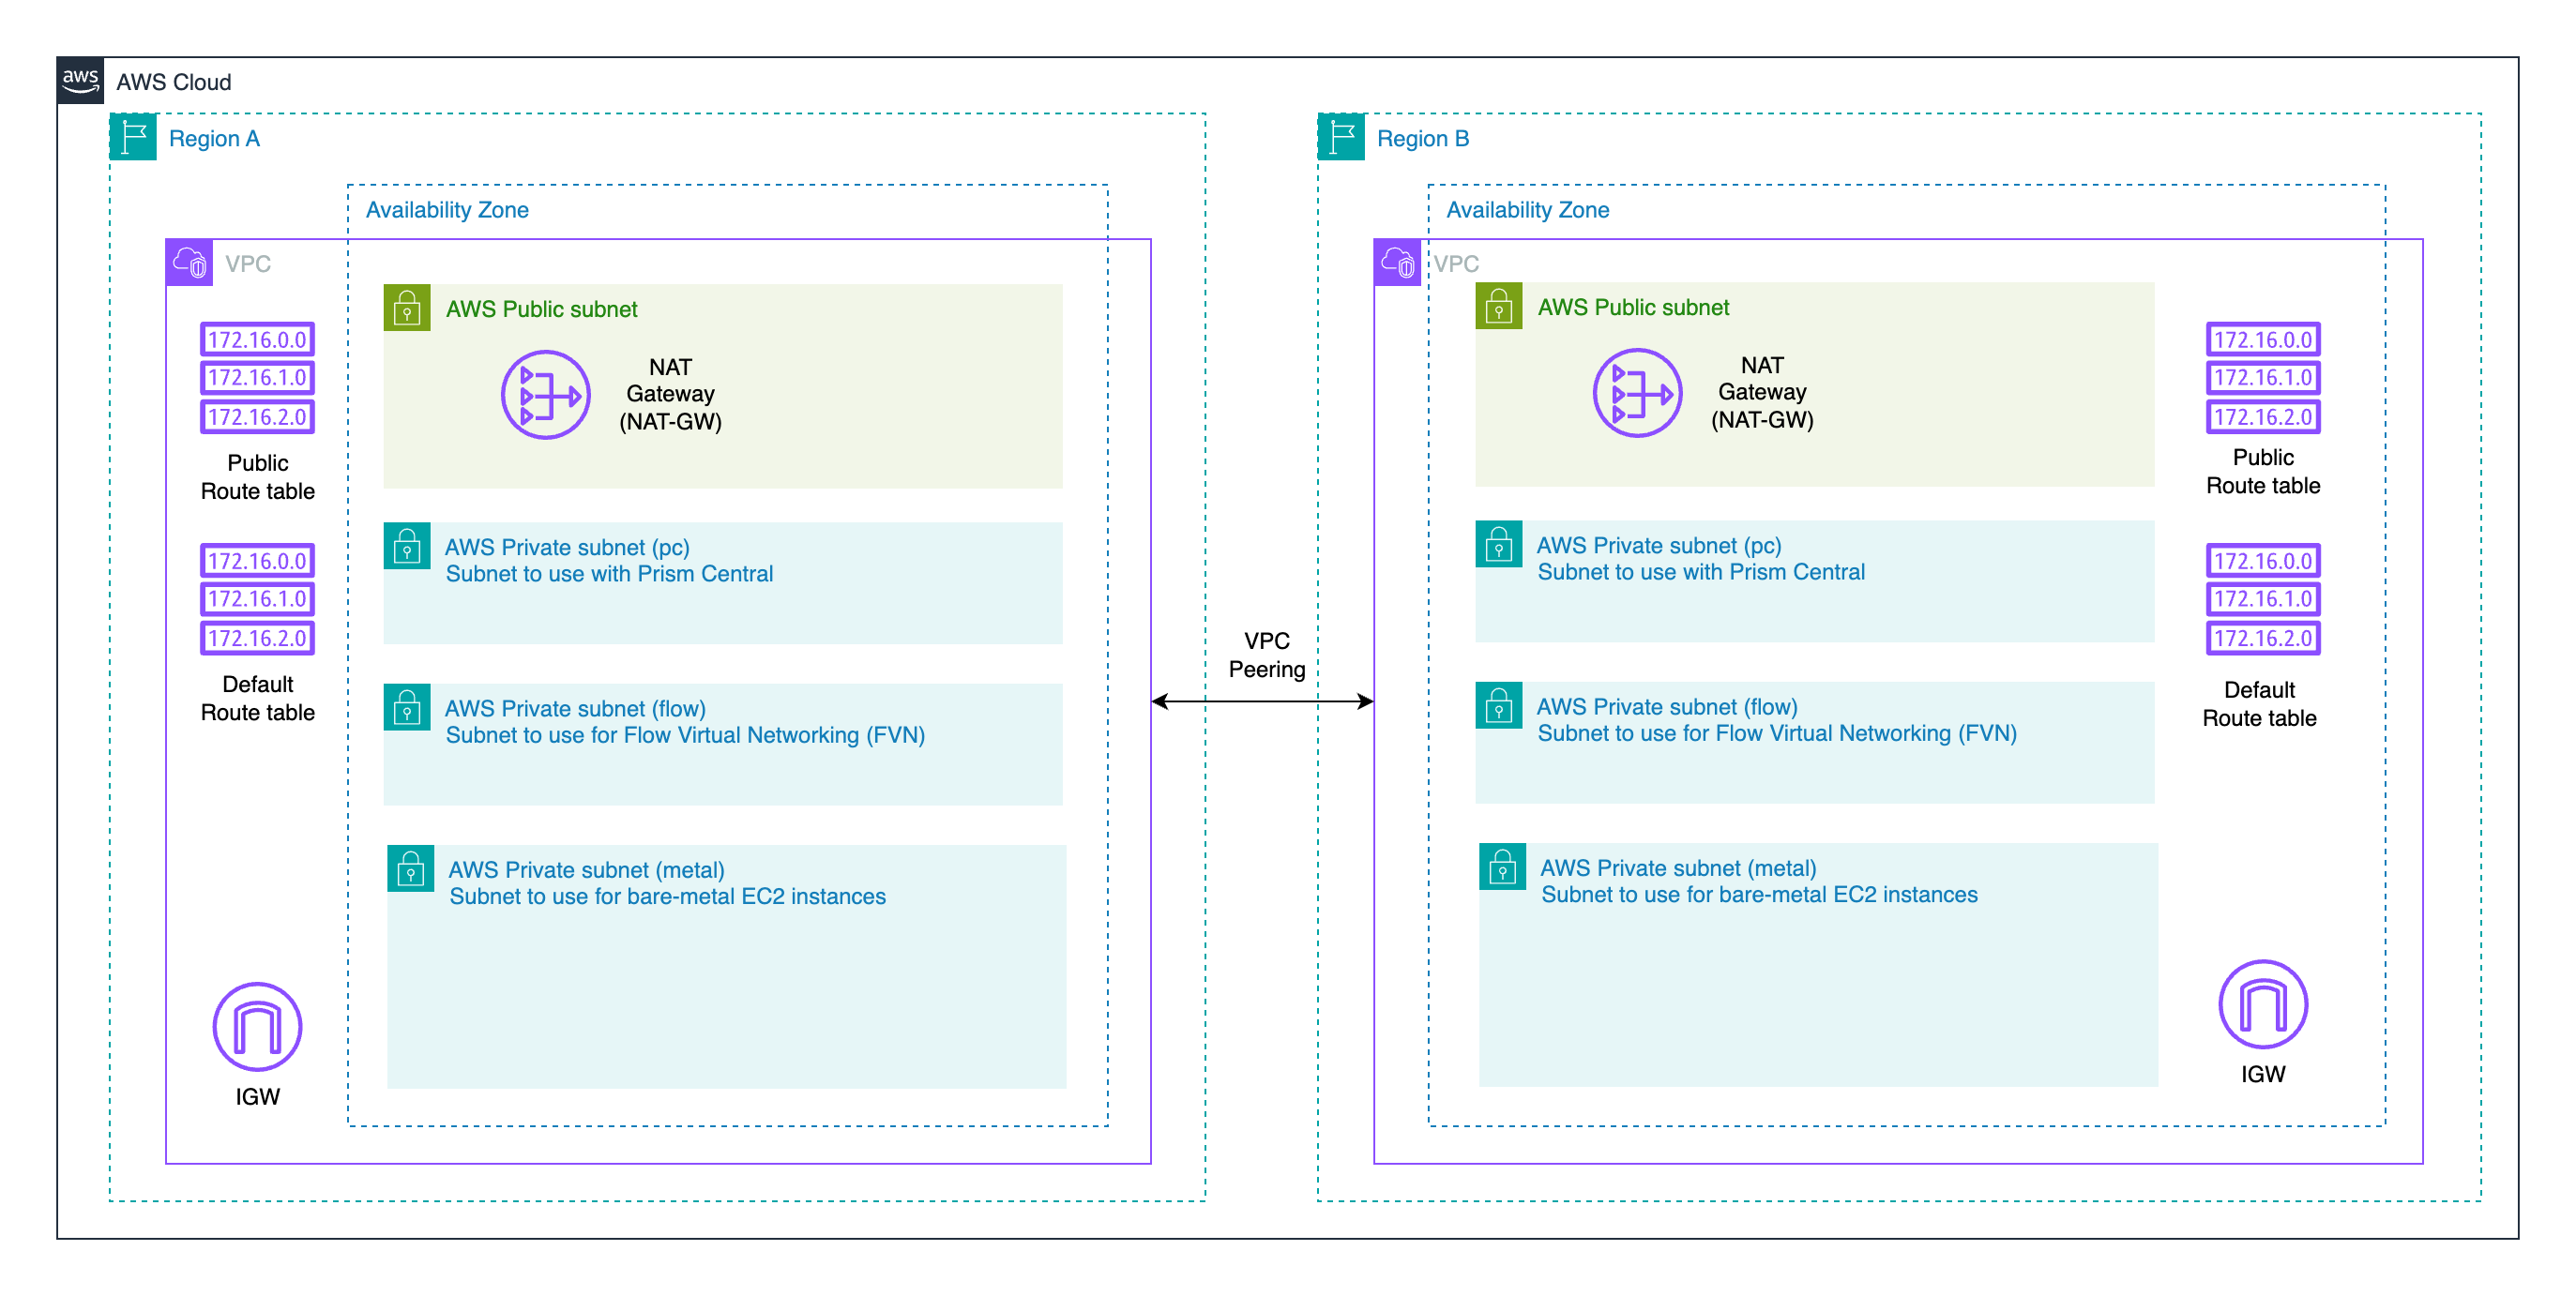 aws
AWS Cloud
Region A
Availability Zone
VPC
AWS Public subnet
NAT
Gateway
(NAT-GW)
172.16.0.0
172.16.1.0
172.16.2.0
Public
Route table
AWS Private subnet (pc)
Subnet to use with Prism Central
172.16.0.0
172.16.1.0
172.16.2.0
Default
Route table
AWS Private subnet (flow)
Subnet to use for Flow Virtual Networking (FVN)
AWS Private subnet (metal)
Subnet to use for bare-metal EC2 instances
IGW
VPC
Peering
Region B
Availability Zone
VPC
AWS Public subnet
NAT
Gateway
(NAT-GW)
172.16.0.0
172.16.1.0
172.16.2.0
Public
Route table
AWS Private subnet (pc)
Subnet to use with Prism Central
172.16.0.0
172.16.1.0
172.16.2.0
Default
Route table
AWS Private subnet (flow)
Subnet to use for Flow Virtual Networking (FVN)
AWS Private subnet (metal)
Subnet to use for bare-metal EC2 instances
IGW